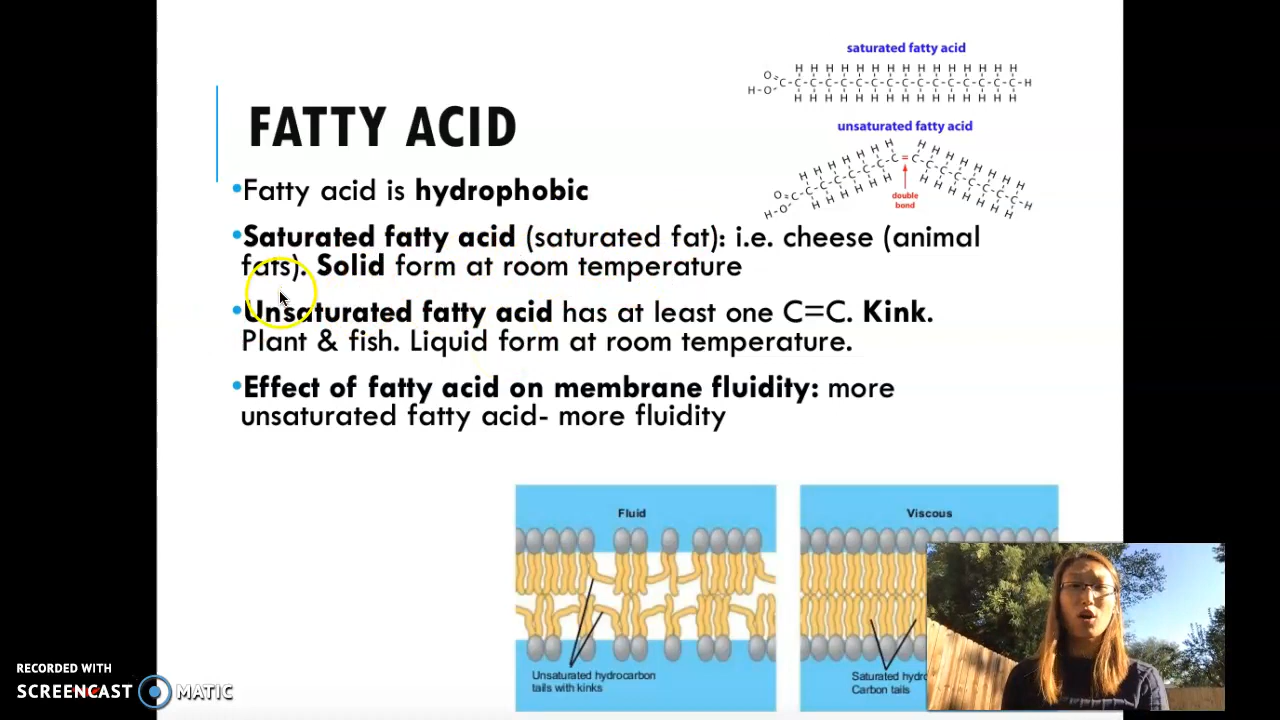 saturated fatty acid
H H H H H H H H H H H H H H H
O
H-O-C-C-C-C-C-C-C-C-C-C-C-C-C-C-C-C-H
H H H H H H H H H H H H H H H
unsaturated fatty acid
double
bond
FATTY ACID
•Fatty acid is hydrophobic
•Saturated fatty acid (saturated fat): i.e. cheese (animal
fats). Solid form at room temperature
•Unsaturated fatty acid has at least one C=C. Kink.
Plant & fish. Liquid form at room temperature.
•Effect of fatty acid on membrane fluidity: more
unsaturated fatty acid- more fluidity
Fluid
Viscous
Unsaturated hydrocarbon
tails with kinks
Saturated hydro
Carbon tails
RECORDED WITH
SCREENCAST MATIC